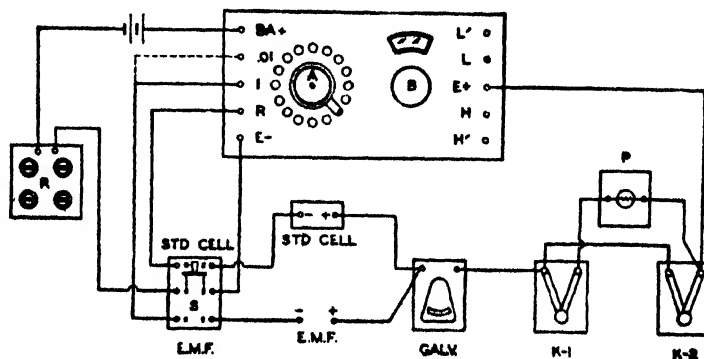 BA+
.01
I
R
E-
A
B
L'
L
E+
H
H'
R
P
STD CELL
- +
STD CELL
S
E.M.F.
- +
E.M.F.
GALV.
K-1
K-2